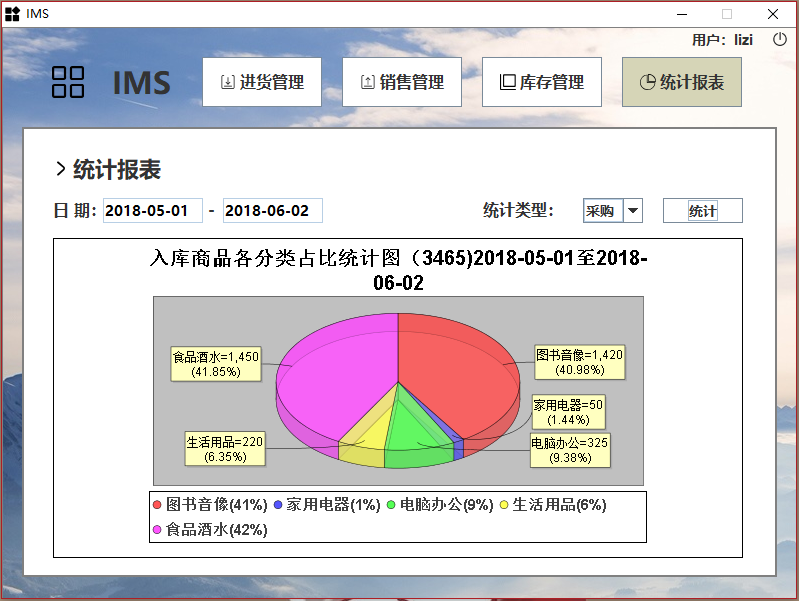 IMS
用户：lizi
IMS
进货管理
销售管理
库存管理
统计报表
统计报表
日 期: 2018-05-01 - 2018-06-02
统计类型: 采购 统计
入库商品各分类占比统计图（3465)2018-05-01至2018-
06-02
食品酒水=1,450
(41.85%)
图书音像=1,420
(40.98%)
家用电器=50
(1.44%)
生活用品=220
(6.35%)
电脑办公=325
(9.38%)
图书音像(41%) 家用电器(1%) 电脑办公(9%) 生活用品(6%)
食品酒水(42%)